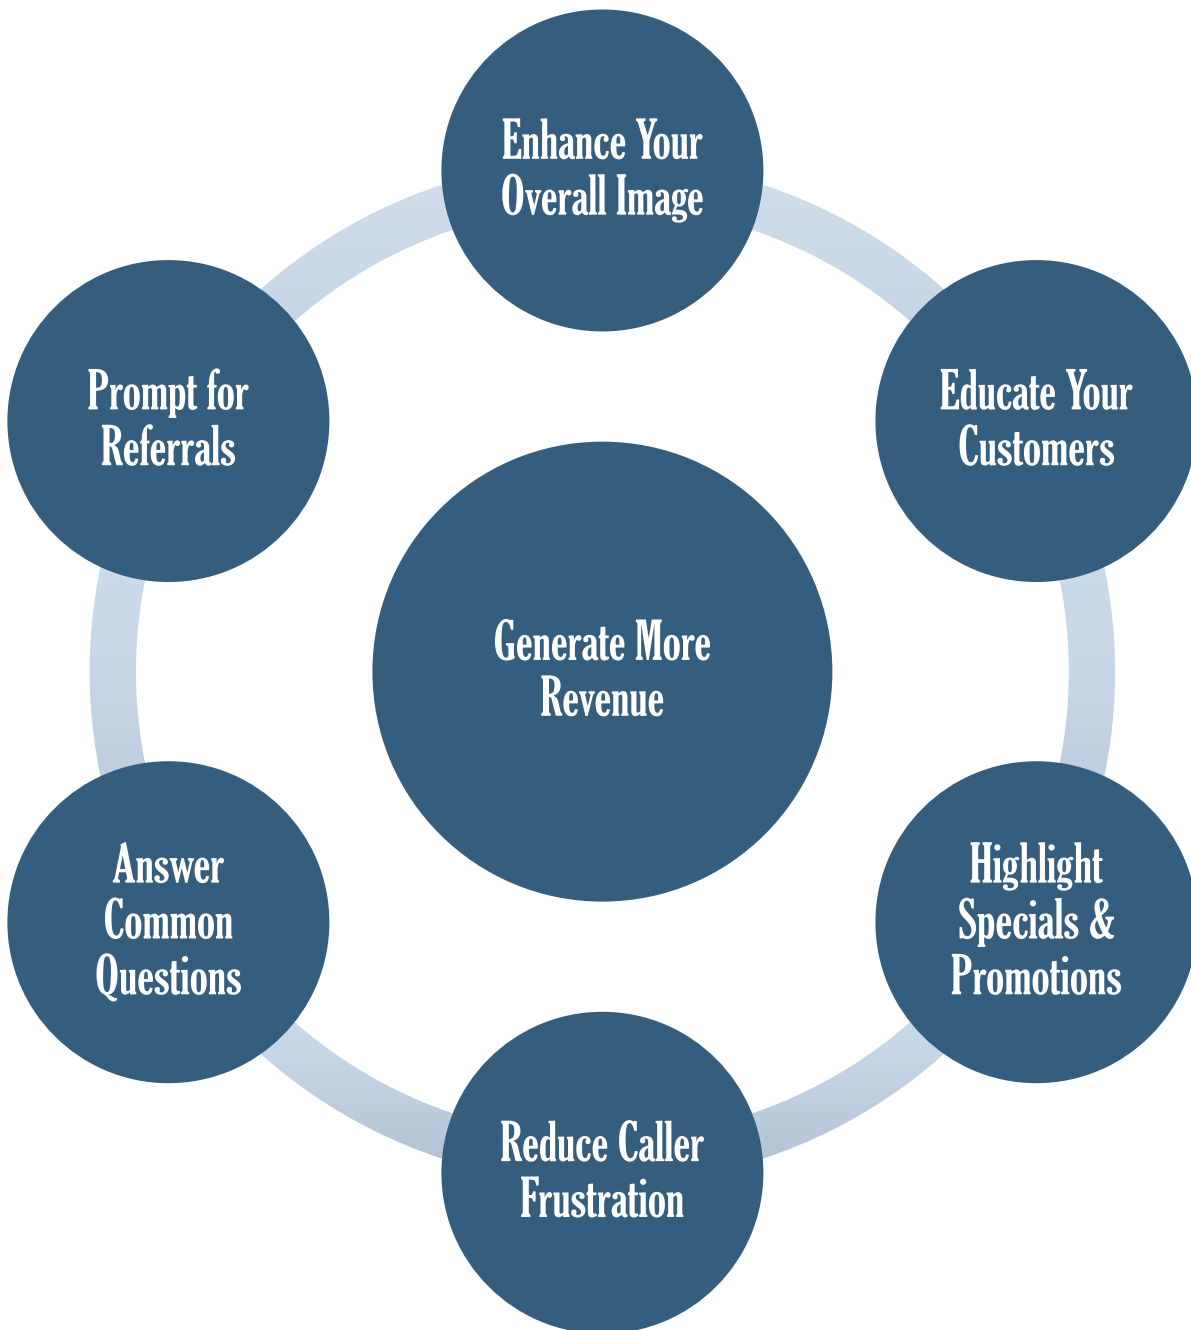 Enhance Your
Overall Image
Educate Your
Customers
Highlight
Specials &
Promotions
Reduce Caller
Frustration
Answer
Common
Questions
Prompt for
Referrals
Generate More
Revenue